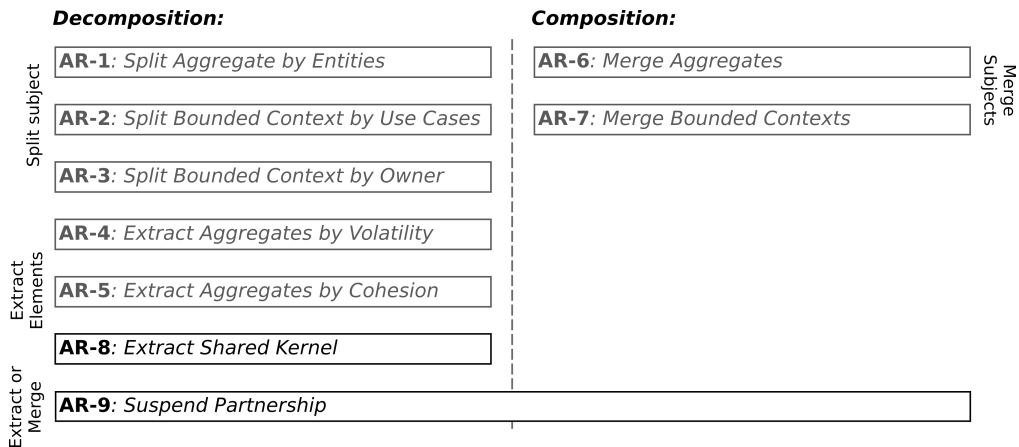 Decomposition:
Composition:
Split subject
AR-1: Split Aggregate by Entities
AR-2: Split Bounded Context by Use Cases
AR-3: Split Bounded Context by Owner
AR-6: Merge Aggregates
AR-7: Merge Bounded Contexts
Merge
Subjects
Extract
Elements
AR-4: Extract Aggregates by Volatility
AR-5: Extract Aggregates by Cohesion
AR-8: Extract Shared Kernel
Extract or
Merge
AR-9: Suspend Partnership